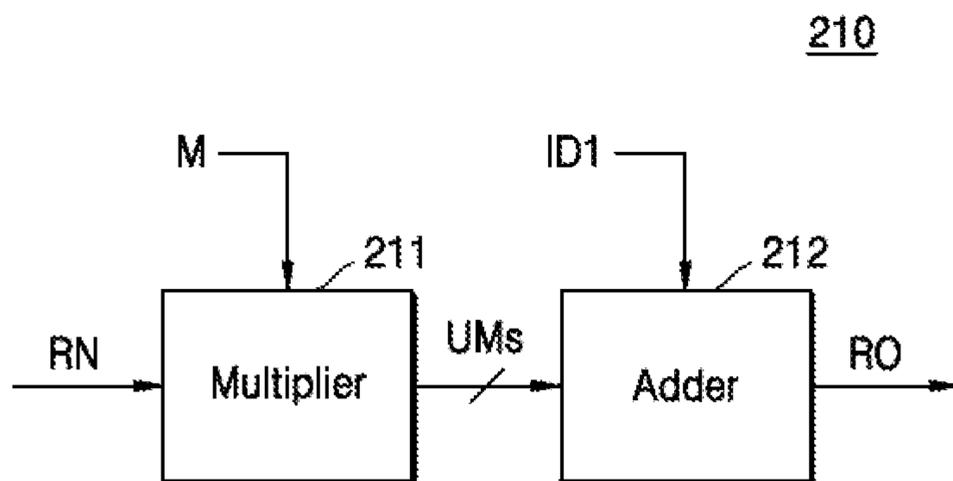 210
M
ID1
211
212
RN
Multiplier
UMs
Adder
RO